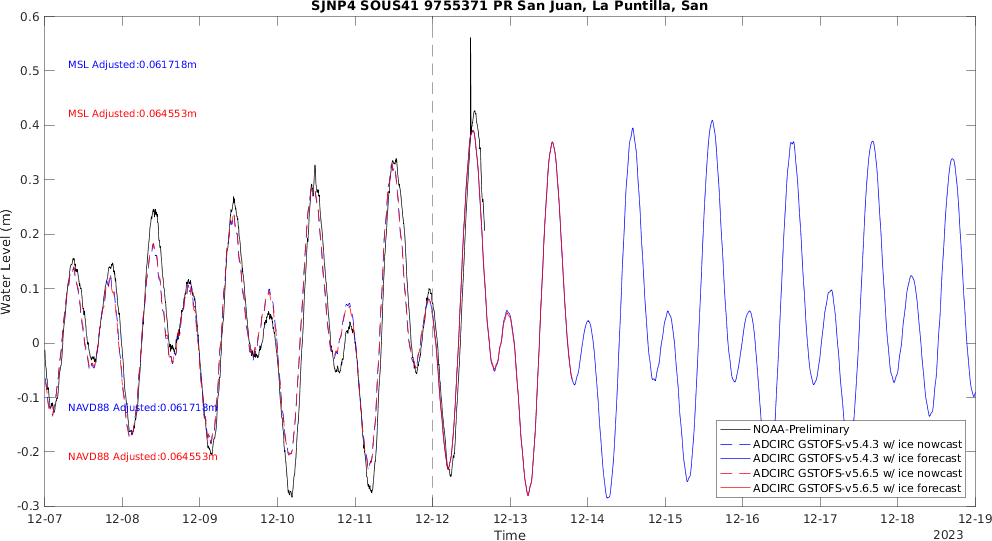 SJNP4 SOUS41 9755371 PR San Juan, La Puntilla, San
0.6
0.5
0.4
0.3
0.2
0.1
0
-0.1
-0.2
-0.3
Water Level (m)
MSL Adjusted:0.061718m
MSL Adjusted:0.064553m
NAVD88 Adjusted:0.061718m
NAVD88 Adjusted:0.064553m
NOAA-Preliminary
ADCIRC GSTOFS-v5.4.3 w/ ice nowcast
ADCIRC GSTOFS-v5.4.3 w/ ice forecast
ADCIRC GSTOFS-v5.6.5 w/ ice nowcast
ADCIRC GSTOFS-v5.6.5 w/ ice forecast
12-07 12-08 12-09 12-10 12-11 12-12 12-13 12-14 12-15 12-16 12-17 12-18 12-19
Time
2023